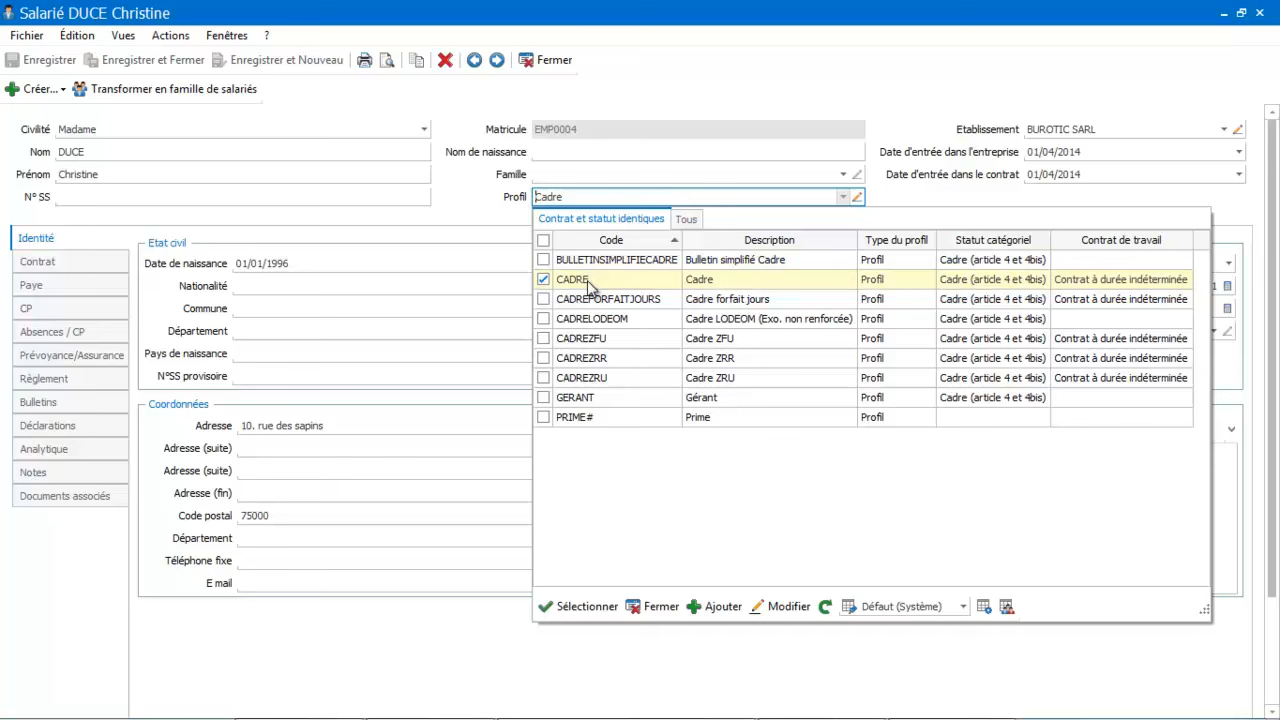 Salarié DUCE Christine
Fichier Édition Vues Actions Fenêtres ?
Enregistrer Enregistrer et Fermer Enregistrer et Nouveau Fermer
Créer... Transformer en famille de salariés
Civilité Madame Matricule EMP0004 Etablissement BUROTIC SARL
Nom DUCE Nom de naissance Date d'entrée dans l'entreprise 01/04/2014
Prénom Christine Famille Date d'entrée dans le contrat 01/04/2014
N° SS Profil Cadre
Contrat et statut identiques Tous
Code Description Type du profil Statut catégoriel Contrat de travail
BULLETINSIMPLIFIECADRE Bulletin simplifié Cadre Profil Cadre (article 4 et 4bis)
CADRE Cadre Profil Cadre (article 4 et 4bis) Contrat à durée indéterminée
CADREFORFAITJOURS Cadre forfait jours Profil Cadre (article 4 et 4bis) Contrat à durée indéterminée
CADRELODEOM Cadre LODEOM (Exo. non renforcée) Profil Cadre (article 4 et 4bis)
CADREZFU Cadre ZFU Profil Cadre (article 4 et 4bis) Contrat à durée indéterminée
CADREZRR Cadre ZRR Profil Cadre (article 4 et 4bis) Contrat à durée indéterminée
CADREZRU Cadre ZRU Profil Cadre (article 4 et 4bis) Contrat à durée indéterminée
GERANT Gérant Profil Cadre (article 4 et 4bis)
PRIME# Prime Profil
Sélectionner Fermer Ajouter Modifier Défaut (Système)
Identité
Contrat
Paye
CP
Absences / CP
Prévoyance/Assurance
Règlement
Bulletins
Déclarations
Analytique
Notes
Documents associés
Etat civil
Date de naissance 01/01/1996
Nationalité
Commune
Département
Pays de naissance
N°SS provisoire
Coordonnées
Adresse 10. rue des sapins
Adresse (suite)
Adresse (suite)
Adresse (fin)
Code postal 75000
Département
Téléphone fixe
E mail
1